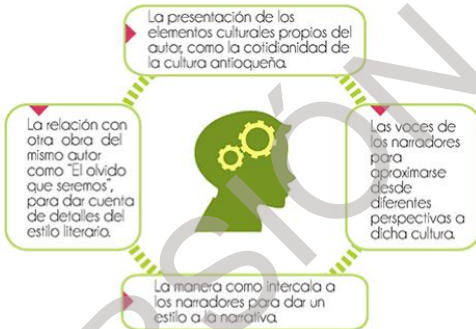 La presentación de los
elementos culturales propios del
autor, como la cotidianidad de
la cultura antioqueña.
La relación con
otra obra del
mismo autor
como "El olvido
que seremos",
para dar cuenta
de detalles del
estilo literario.
Las voces de
los narradores
para
aproximarse
desde
diferentes
perspectivas a
dicha cultura.
La manera como intercala a
los narradores para dar un
estilo a la narrativa.